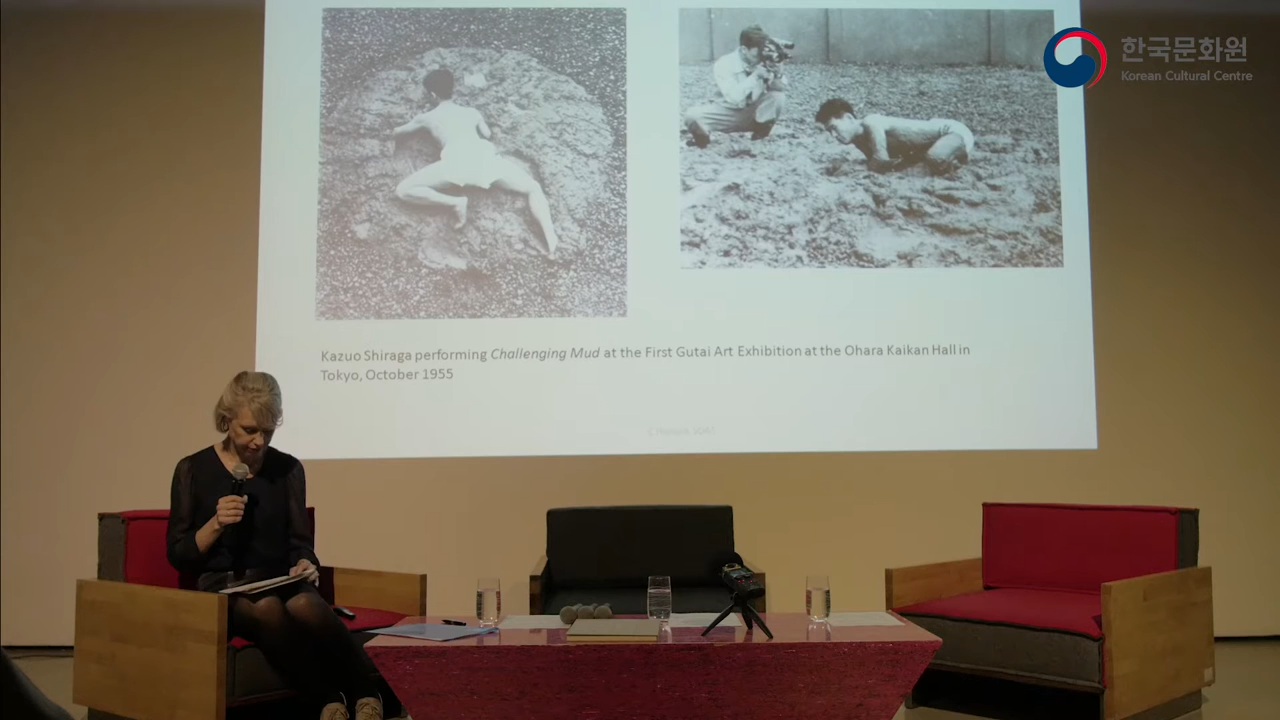 한국문화원
Korean Cultural Centre
Kazuo Shiraga performing Challenging Mud at the First Gutai Art Exhibition at the Ohara Kaikan Hall in
Tokyo, October 1955